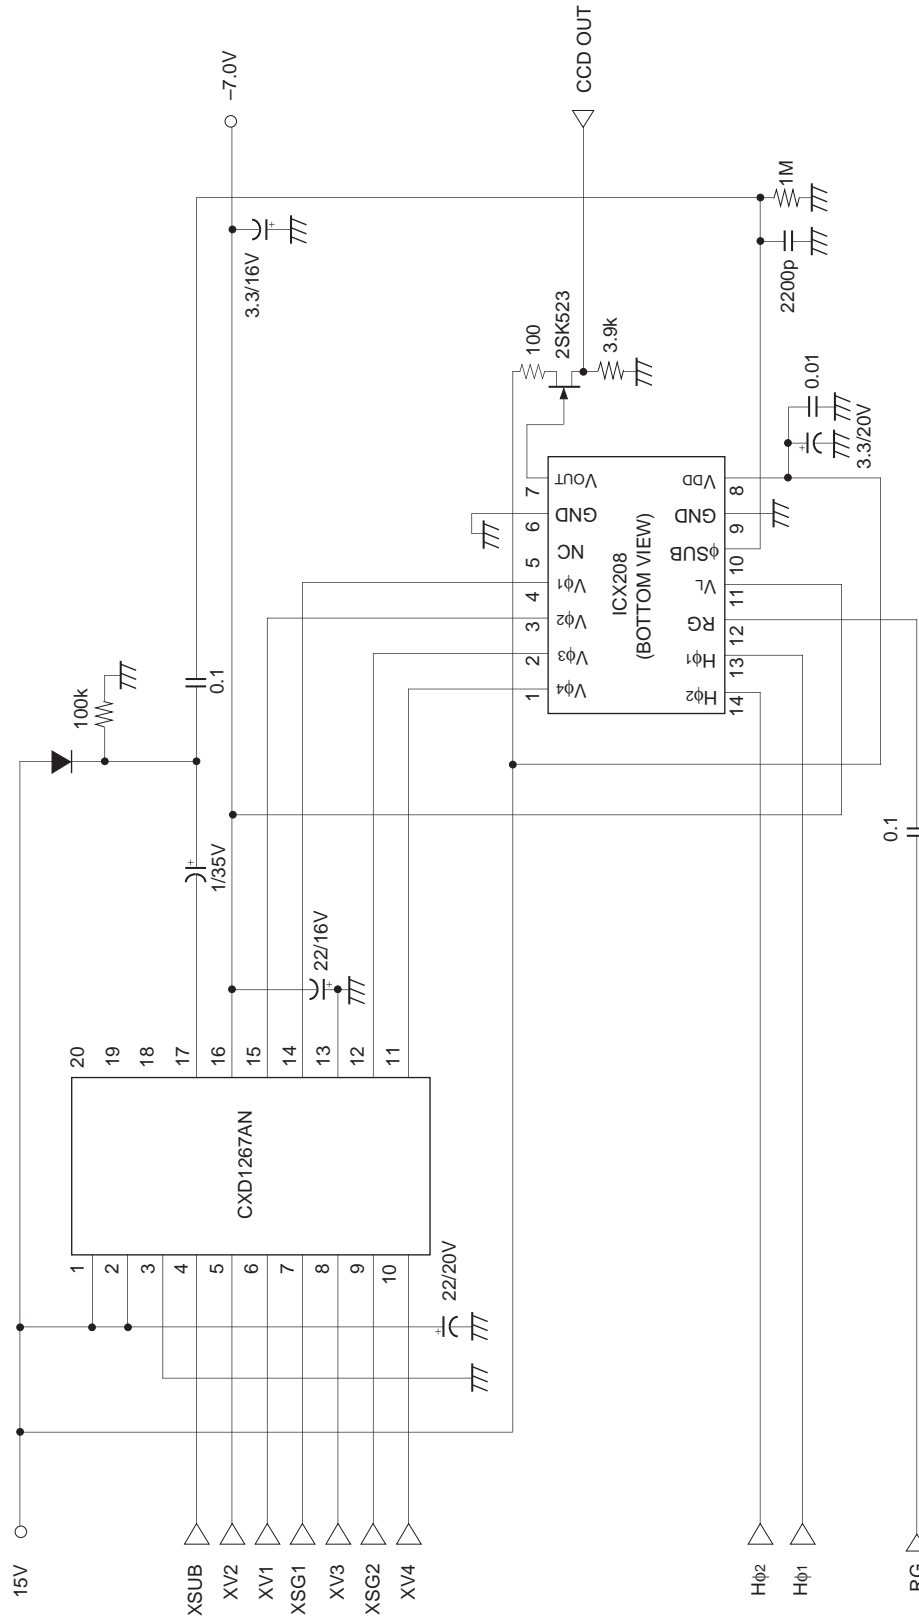 15V
–7.0V
CCD OUT
3.3/16V
100k
0.1
1/35V
22/16V
CXD1267AN
20
19
18
17
16
15
14
13
12
11
1
2
3
4
5
6
7
8
9
10
22/20V
XSUB
XV2
XV1
XSG1
XV3
XSG2
XV4
100
2SK523
3.9k
1M
2200p
0.01
3.3/20V
ICX208
(BOTTOM VIEW)
7
6
5
4
3
2
1
VOUT
GND
NC
Vϕ1
Vϕ2
Vϕ3
Vϕ4
VDD
GND
ϕSUB
VL
RG
Hϕ1
Hϕ2
8
9
10
11
12
13
14
0.1
Hϕ2
Hϕ1
RG